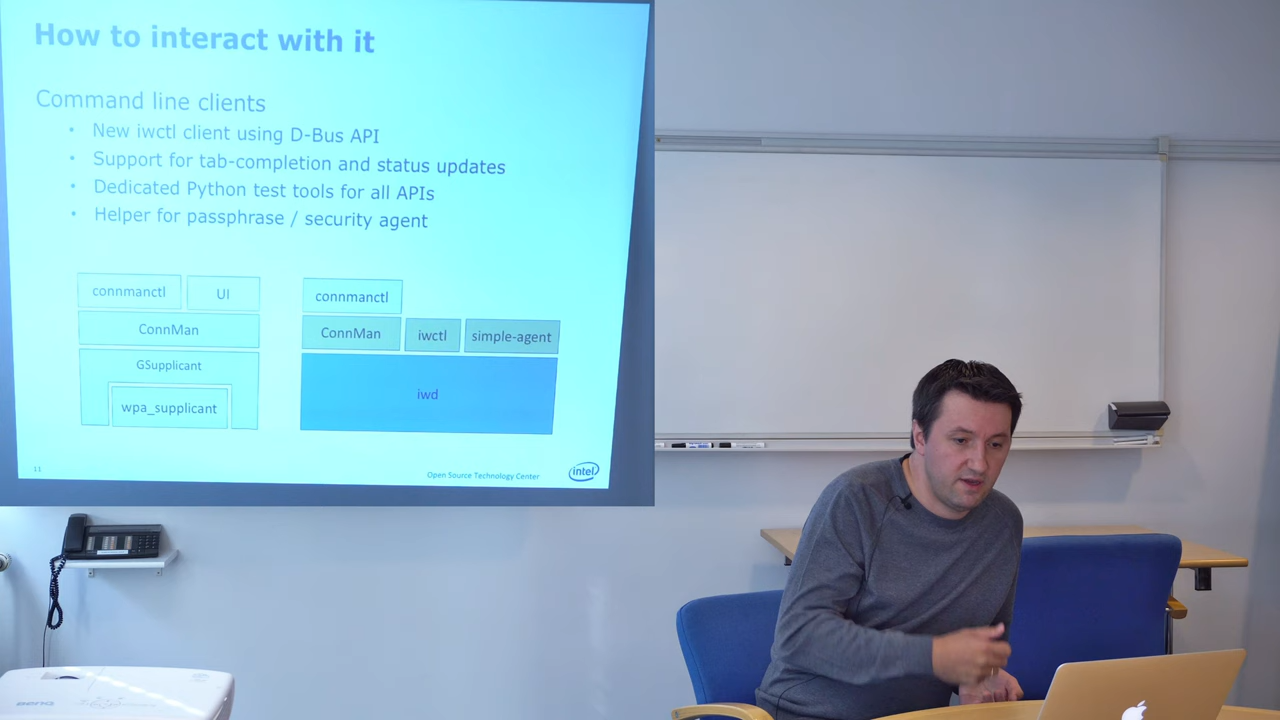 How to interact with it
Command line clients
• New iwctl client using D-Bus API
• Support for tab-completion and status updates
• Dedicated Python test tools for all APIs
• Helper for passphrase / security agent
connmanctl
UI
ConnMan
GSupplicant
wpa_supplicant
connmanctl
ConnMan
iwctl
simple-agent
iwd
11
Open Source Technology Center
intel
BenQ